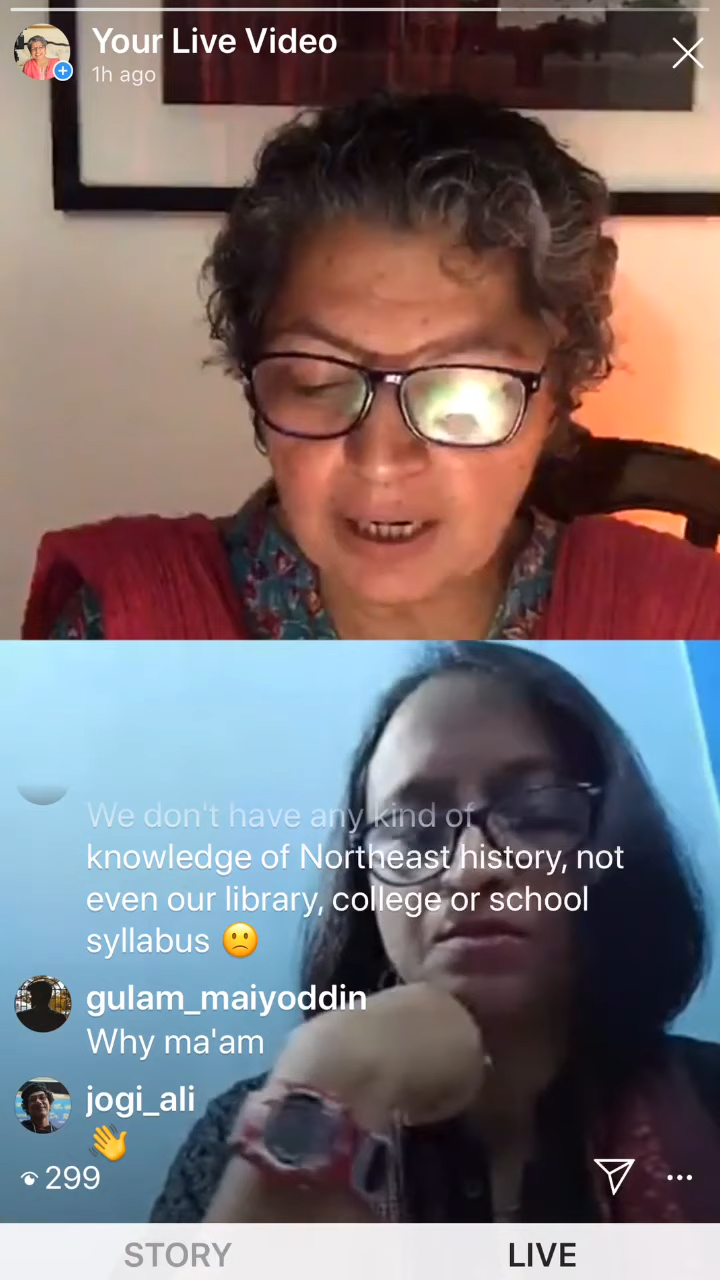 Your Live Video
1h ago
We don't have any kind of
knowledge of Northeast history, not
even our library, college or school
syllabus 🙁
gulam_maiyoddin
Why ma'am
jogi_ali
👋
299
STORY
LIVE